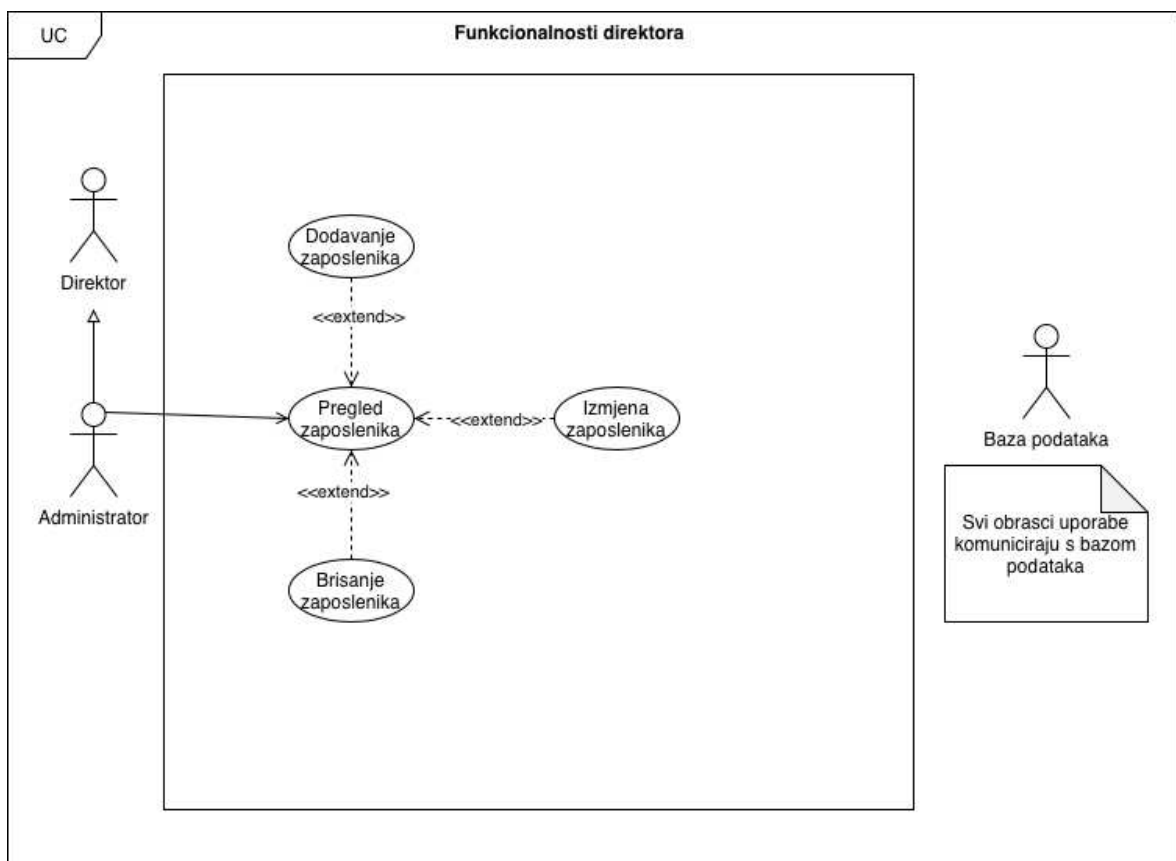 UC
Funkcionalnosti direktora
Direktor
Dodavanje
zaposlenika
<<extend>>
Pregled
zaposlenika
<<extend>>
Izmjena
zaposlenika
Administrator
<<extend>>
Brisanje
zaposlenika
Baza podataka
Svi obrasci uporabe
komuniciraju s bazom
podataka